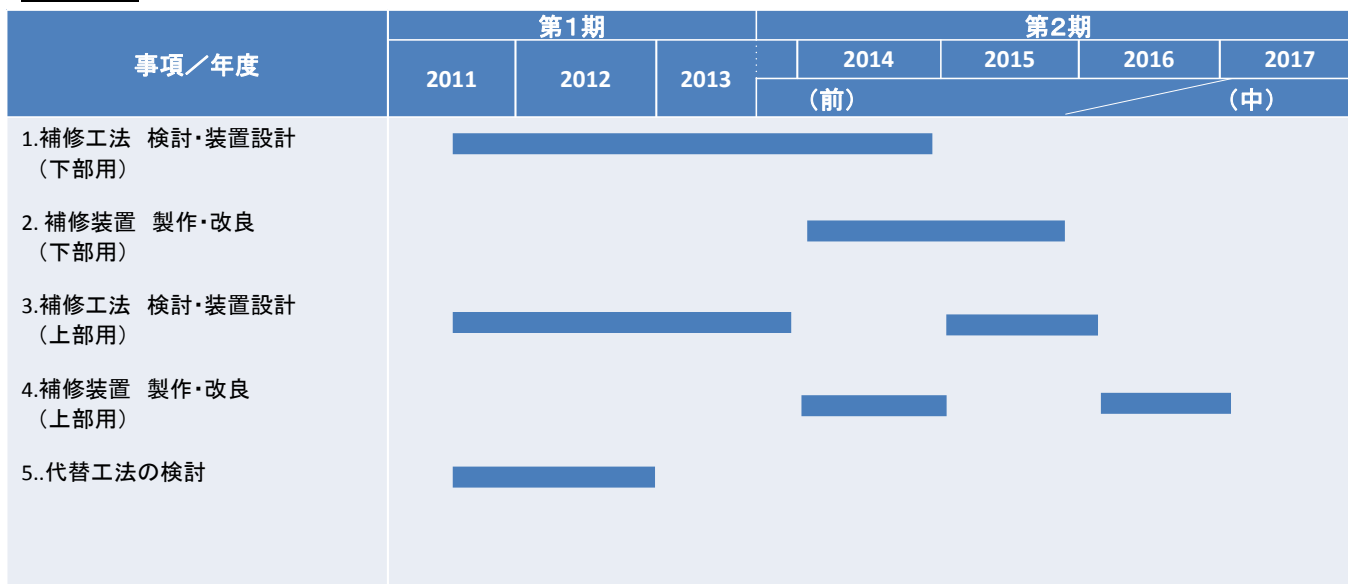 事項／年度
第1期
第2期
2011
2012
2013
2014
2015
2016
2017
（前）
（中）
1.補修工法　検討・装置設計
（下部用）
2. 補修装置　製作・改良
（下部用）
3.補修工法　検討・装置設計
（上部用）
4.補修装置　製作・改良
（上部用）
5..代替工法の検討